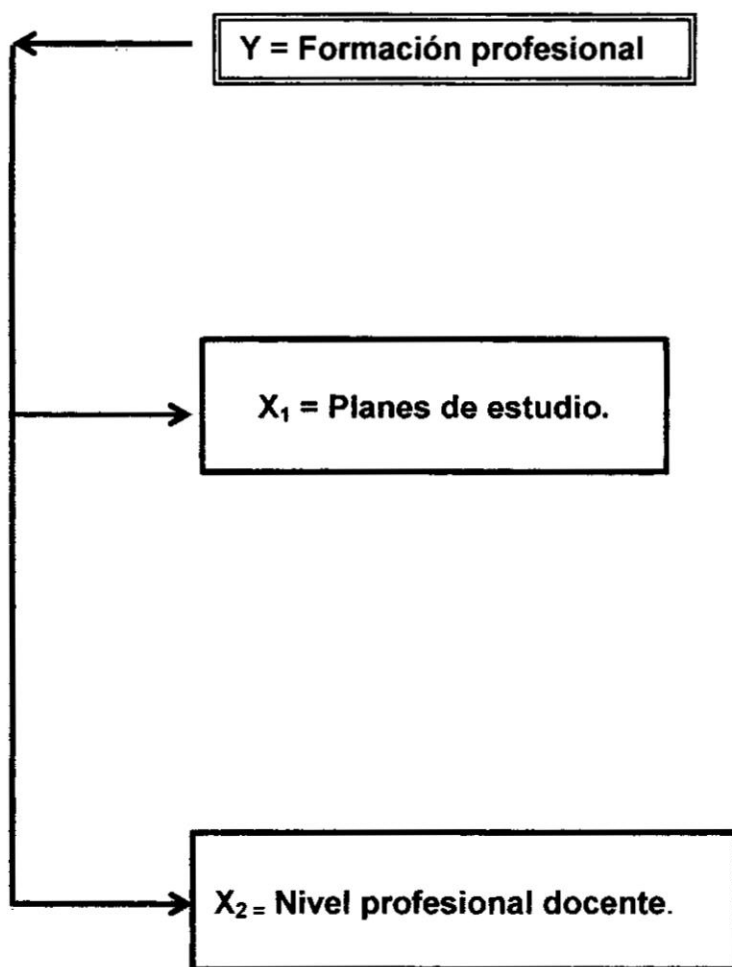 Y = Formación profesional
X₁ = Planes de estudio.
X₂ = Nivel profesional docente.